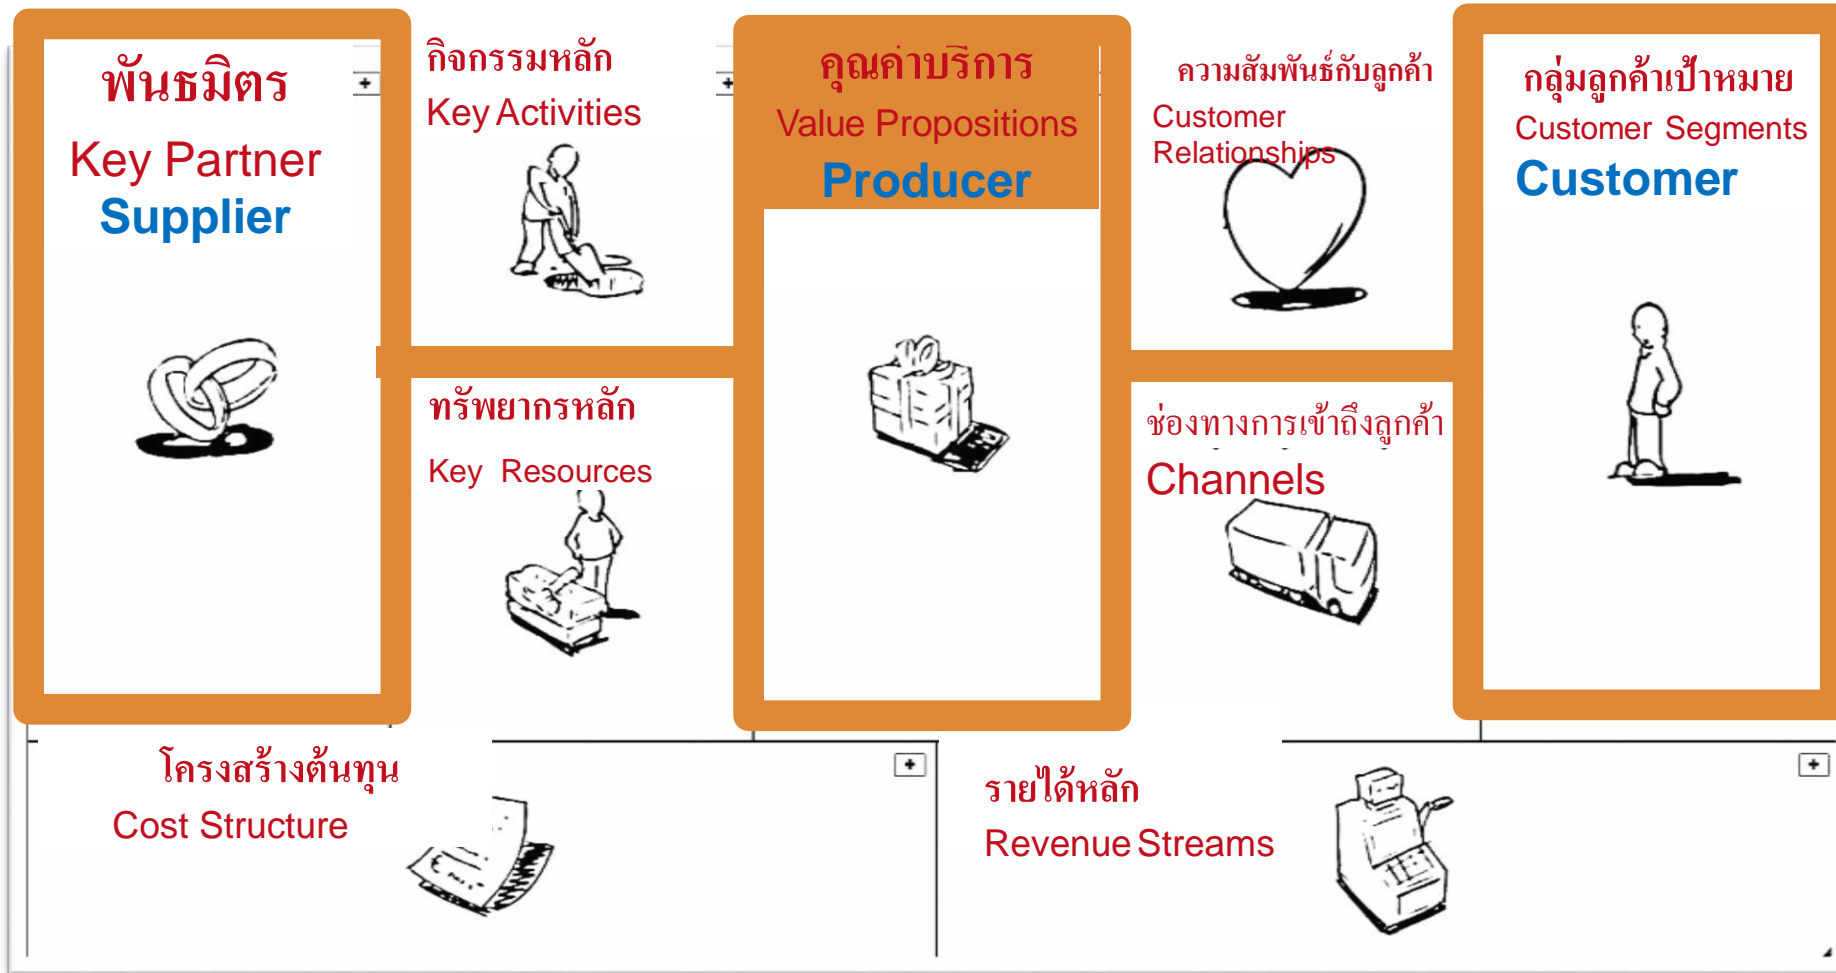 พันธมิตร
Key Partner
Supplier
กิจกรรมหลัก
Key Activities
ทรัพยากรหลัก
Key Resources
คุณค่าบริการ
Value Propositions
Producer
ความสัมพันธ์กับลูกค้า
Customer
Relationships
ช่องทางการเข้าถึงลูกค้า
Channels
กลุ่มลูกค้าเป้าหมาย
Customer Segments
Customer
โครงสร้างต้นทุน
Cost Structure
รายได้หลัก
Revenue Streams